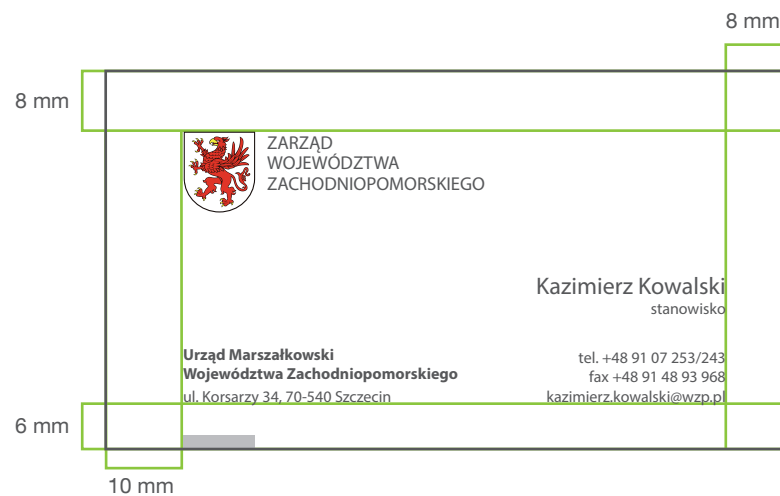 8 mm
8 mm
ZARZĄD
WOJEWÓDZTWA
ZACHODNIOPOMORSKIEGO
Kazimierz Kowalski
stanowisko
Urząd Marszałkowski
Województwa Zachodniopomorskiego
ul. Korsarzy 34, 70-540 Szczecin
tel. +48 91 07 253/243
fax +48 91 48 93 968
kazimierz.kowalski@wzp.pl
6 mm
10 mm